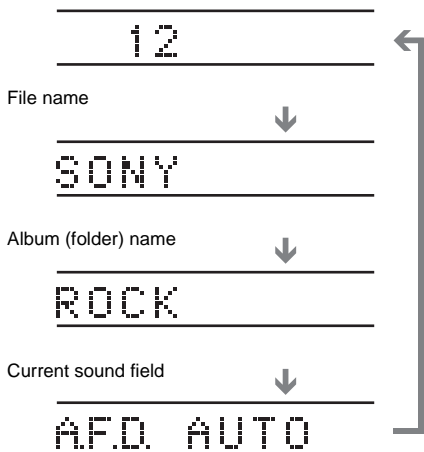 12
File name
SONY
Album (folder) name
ROCK
Current sound field
A.F.D. AUTO